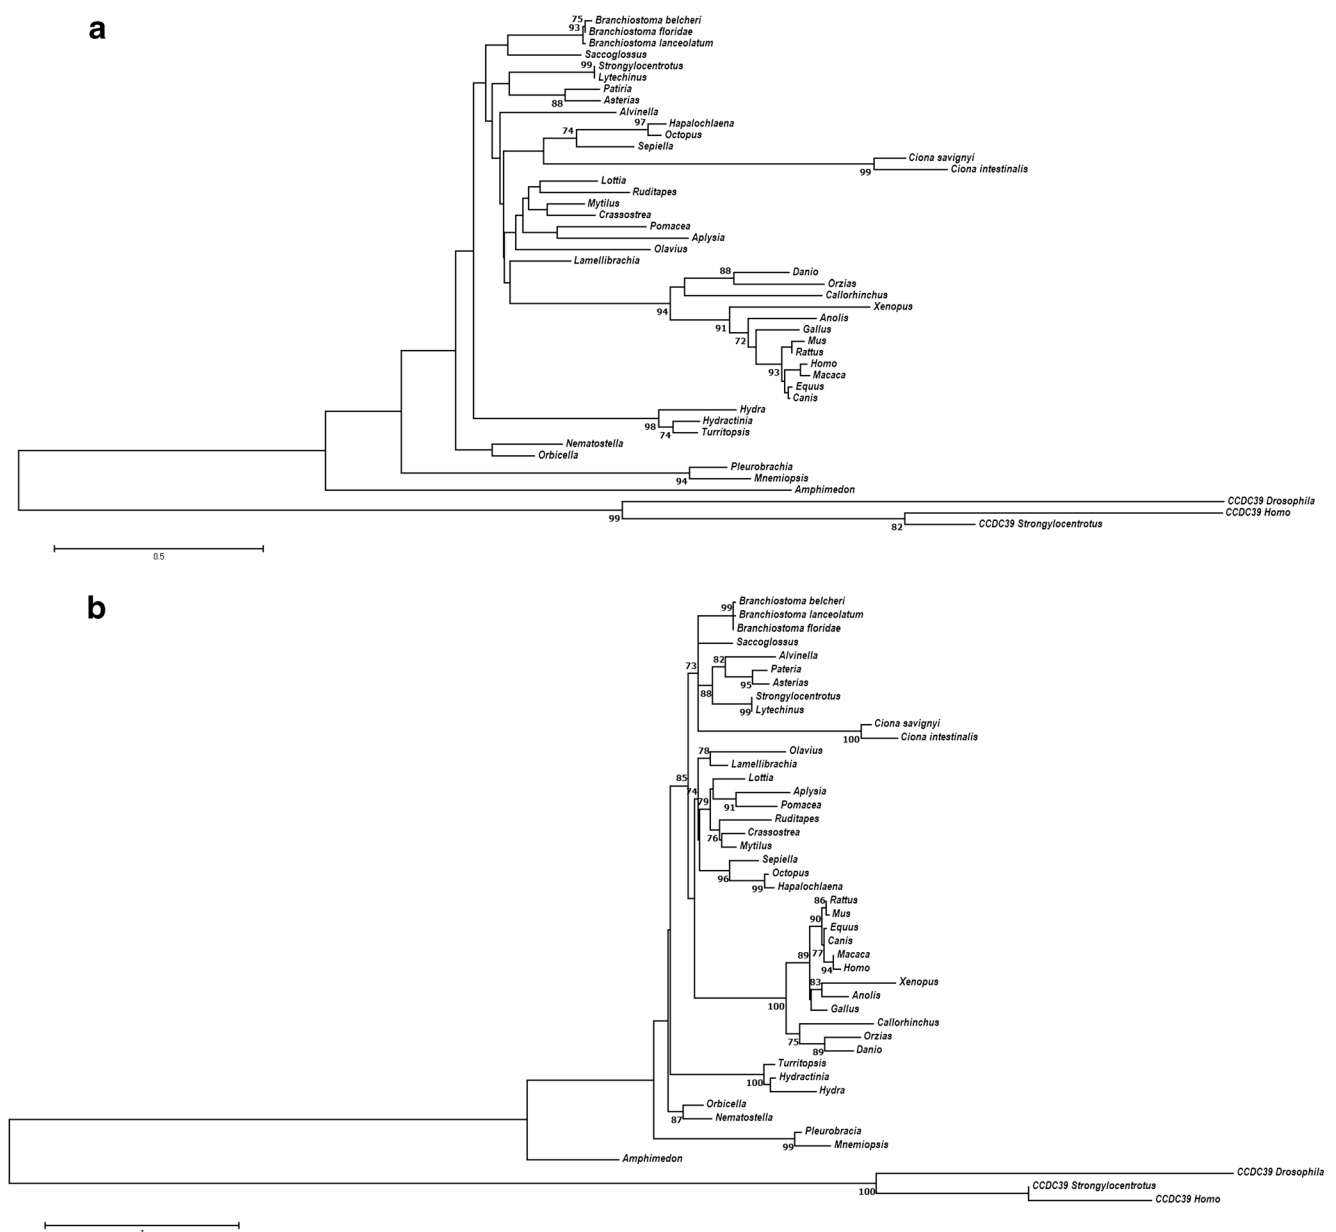 a
75 Branchiostoma belcheri
93 Branchiostoma floridae
Branchiostoma lanceolatum
Saccoglossus
99 Strongylocentrotus
Lytechinus
Patiria
88 Asterias
Alvinella
97 Hapalochlaena
74 Octopus
Sepiella
Ciona savignyi
99 Ciona intestinalis
Lottia
Ruditapes
Mytilus
Crassostrea
Pomacea
Aplysia
Olavius
Lamellibrachia
88 Danio
Orzias
Callorhinchus
94 Xenopus
91 Anolis
Gallus
72 Mus
Rattus
Homo
93 Macaca
Equus
Canis
Hydra
98 Hydractinia
74 Turritopsis
Nematostella
Orbicella
Pleurobrachia
94 Mnemiopsis
Amphimedon
CCDC39 Drosophila
99 CCDC39 Homo
82 CCDC39 Strongylocentrotus
0.5
b
99 Branchiostoma belcheri
Branchiostoma lanceolatum
Branchiostoma floridae
Saccoglossus
73 82 Alvinella
Pateria
95 Asterias
88 Strongylocentrotus
99 Lytechinus
Ciona savignyi
100 Ciona intestinalis
78 Olavius
Lamellibrachia
85 Lottia
74 Aplysia
79 91 Pomacea
Ruditapes
Crassostrea
76 Mytilus
Sepiella
96 Octopus
99 Hapalochlaena
86 Rattus
90 Mus
Equus
Canis
89 77 Macaca
94 Homo
83 Xenopus
Anolis
100 Gallus
Callorhinchus
75 Orzias
89 Danio
Turritopsis
100 Hydractinia
Hydra
Orbicella
87 Nematostella
Pleurobracia
99 Mnemiopsis
Amphimedon
CCDC39 Drosophila
100 CCDC39 Strongylocentrotus
CCDC39 Homo